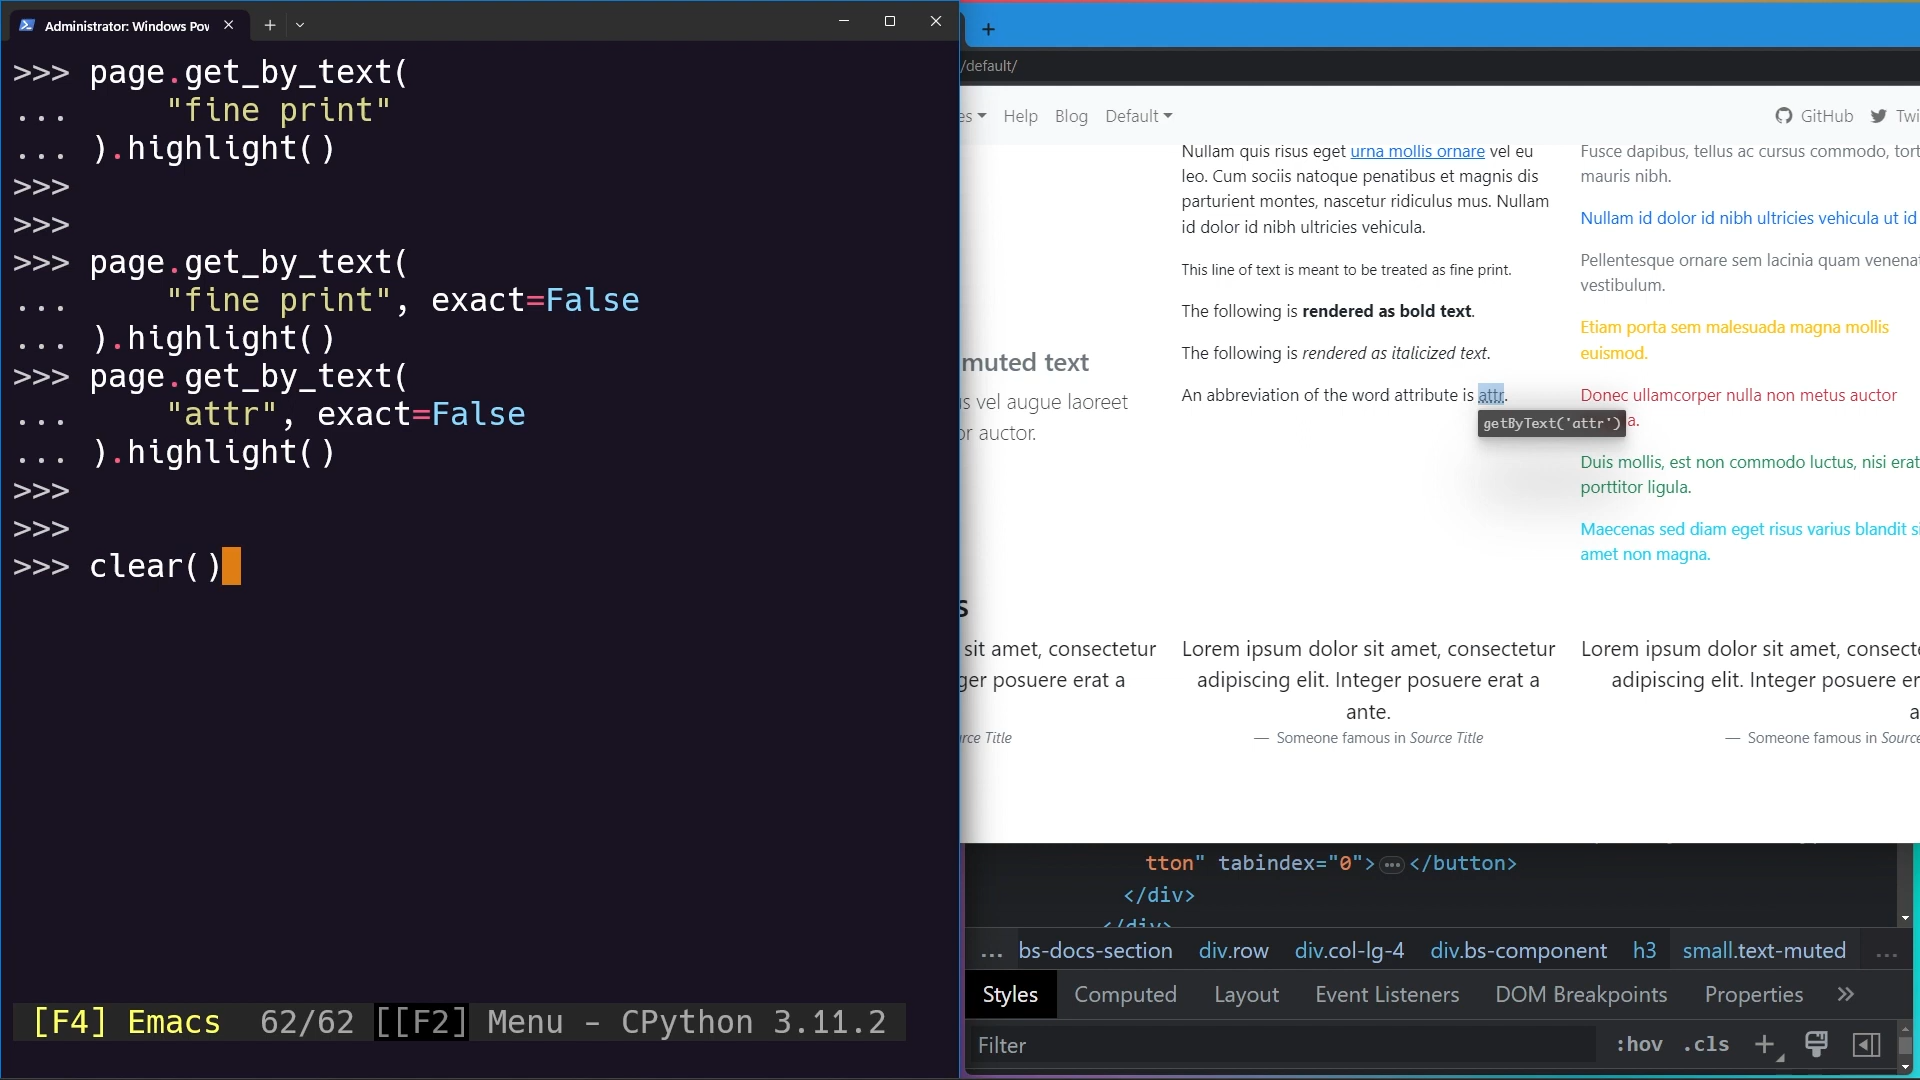 Administrator: Windows Pov
>>> page.get_by_text(
... "fine print"
... ).highlight()
>>>
>>>
>>> page.get_by_text(
... "fine print", exact=False
... ).highlight()
>>> page.get_by_text(
... "attr", exact=False
... ).highlight()
>>>
>>>
>>> clear()
[F4] Emacs 62/62 [[F2] Menu - CPython 3.11.2
/default/
es Help Blog Default GitHub Twi
muted text
is vel augue laoreet
or auctor.
Nullam quis risus eget urna mollis ornare vel eu
leo. Cum sociis natoque penatibus et magnis dis
parturient montes, nascetur ridiculus mus. Nullam
id dolor id nibh ultricies vehicula.
This line of text is meant to be treated as fine print.
The following is rendered as bold text.
The following is rendered as italicized text.
An abbreviation of the word attribute is attr.
getByText('attr')
Fusce dapibus, tellus ac cursus commodo, tort
mauris nibh.
Nullam id dolor id nibh ultricies vehicula ut id
Pellentesque ornare sem lacinia quam venenat
vestibulum.
Etiam porta sem malesuada magna mollis
euismod.
Donec ullamcorper nulla non metus auctor
a.
Duis mollis, est non commodo luctus, nisi erat
porttitor ligula.
Maecenas sed diam eget risus varius blandit si
amet non magna.
s
sit amet, consectetur
ger posuere erat a
urce Title
Lorem ipsum dolor sit amet, consectetur
adipiscing elit. Integer posuere erat a
ante.
— Someone famous in Source Title
Lorem ipsum dolor sit amet, consecte
adipiscing elit. Integer posuere er
a
— Someone famous in Source
tton" tabindex="0">…</button>
</div>
</div>
... bs-docs-section div.row div.col-lg-4 div.bs-component h3 small.text-muted ...
Styles Computed Layout Event Listeners DOM Breakpoints Properties »
Filter :hov .cls +